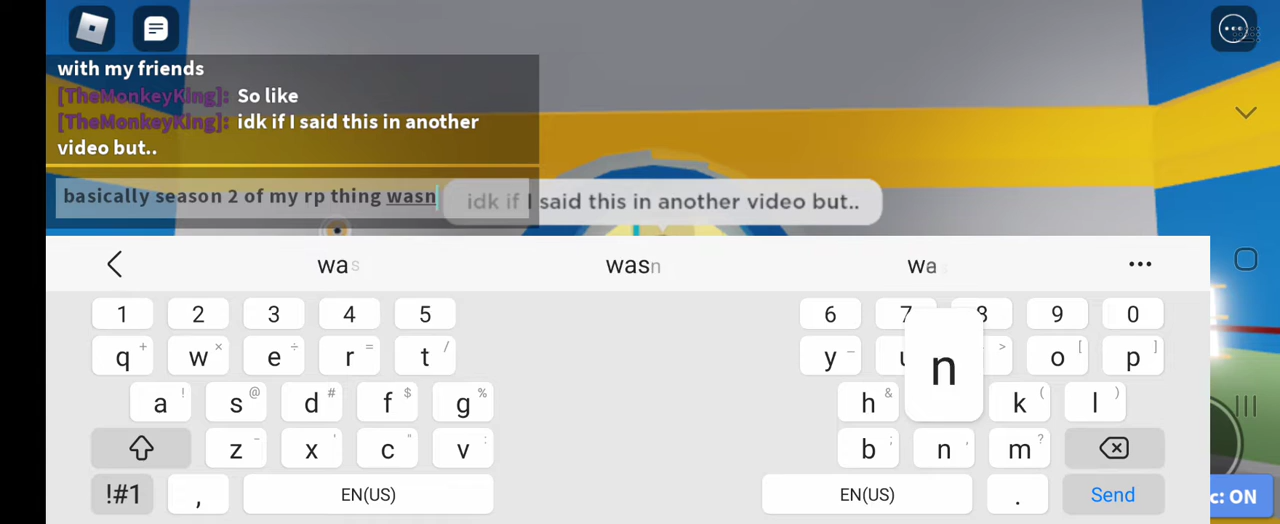 with my friends
[TheMonkeyKing]: So like
[TheMonkeyKing]: idk if I said this in another
video but..
basically season 2 of my rp thing wasn
idk if I said this in another video but..
was wasn was
1 2 3 4 5 6 7 8 9 0
q + w × e ÷ r = t / y _ u > o [ p ]
a ! s @ d # f $ g % h & n k ( l )
z - x ' c " v : b ; n , m ?
!#1 , EN(US) EN(US) . Send
c: ON